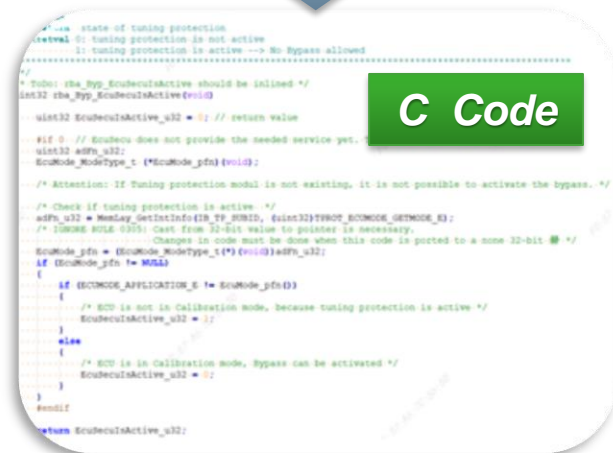 state of tuning protection
retval 0: tuning protection is not active
1: tuning protection is active --> No Bypass allowed
*/
* ToDo: rba_Byp_EcuSecuIsActive should be inlined */
int32 rba_Byp_EcuSecuIsActive(void)
C Code
uint32 EcuSecuIsActive_u32 = 0; // return value
#if 0 // EcuSecu does not provide the needed service yet.
uint32 adFn_u32;
EcuMode_ModeType_t (*EcuMode_pfn)(void);
/* Attention: If Tuning protection modul is not existing, it is not possible to activate the bypass. */
/* Check if tuning protection is active */
adFn_u32 = MemLay_GetIntInfo(IB_TP_SUBID, (uint32)TPROT_ECUMODE_GETMODE_E);
/* IGNORE RULE 0305: Cast from 32-bit value to pointer is necessary.
Changes in code must be done when this code is ported to a none 32-bit */
EcuMode_pfn = (EcuMode_ModeType_t(*)(void))adFn_u32;
if (EcuMode_pfn != NULL)
{
if (ECUMODE_APPLICATION_E != EcuMode_pfn())
{
/* ECU is not in Calibration mode, because tuning protection is active */
EcuSecuIsActive_u32 = 1;
}
else
{
/* ECU is in Calibration mode, Bypass can be activated */
EcuSecuIsActive_u32 = 0;
}
}
#endif
return EcuSecuIsActive_u32;